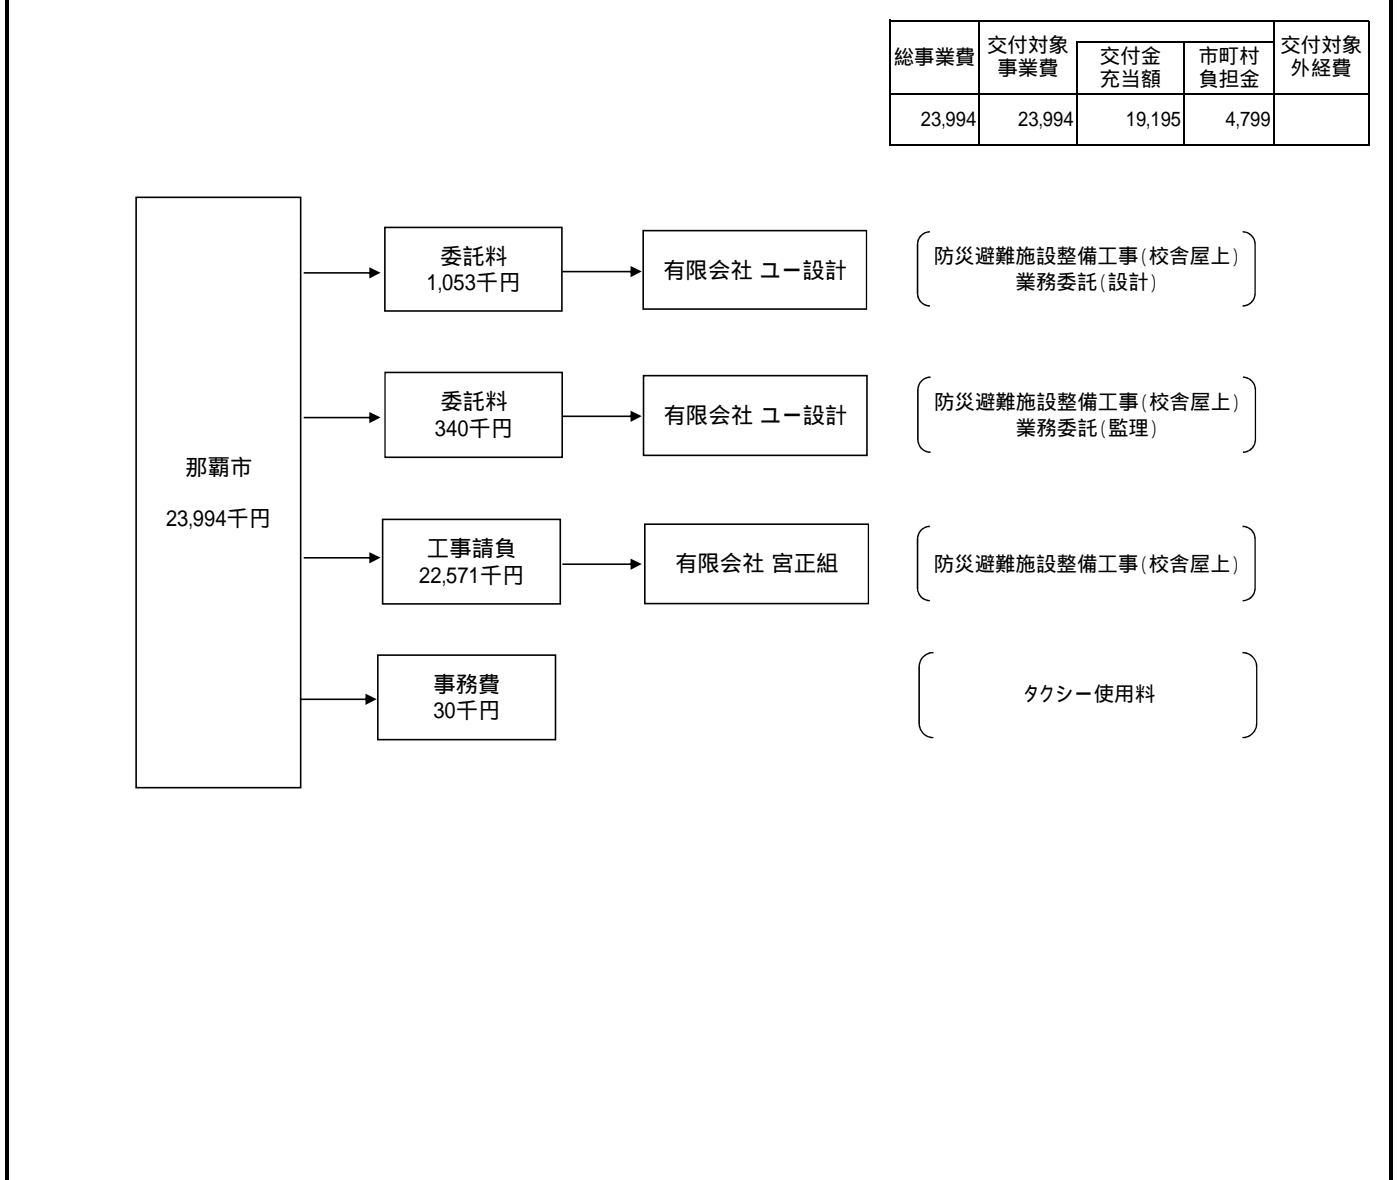 総事業費
交付対象
事業費
交付金
充当額
市町村
負担金
交付対象
外経費
23,994
23,994
19,195
4,799
那覇市
23,994千円
委託料
1,053千円
有限会社 ユー設計
防災避難施設整備工事(校舎屋上)
業務委託(設計)
委託料
340千円
有限会社 ユー設計
防災避難施設整備工事(校舎屋上)
業務委託(監理)
工事請負
22,571千円
有限会社 宮正組
防災避難施設整備工事(校舎屋上)
事務費
30千円
タクシー使用料